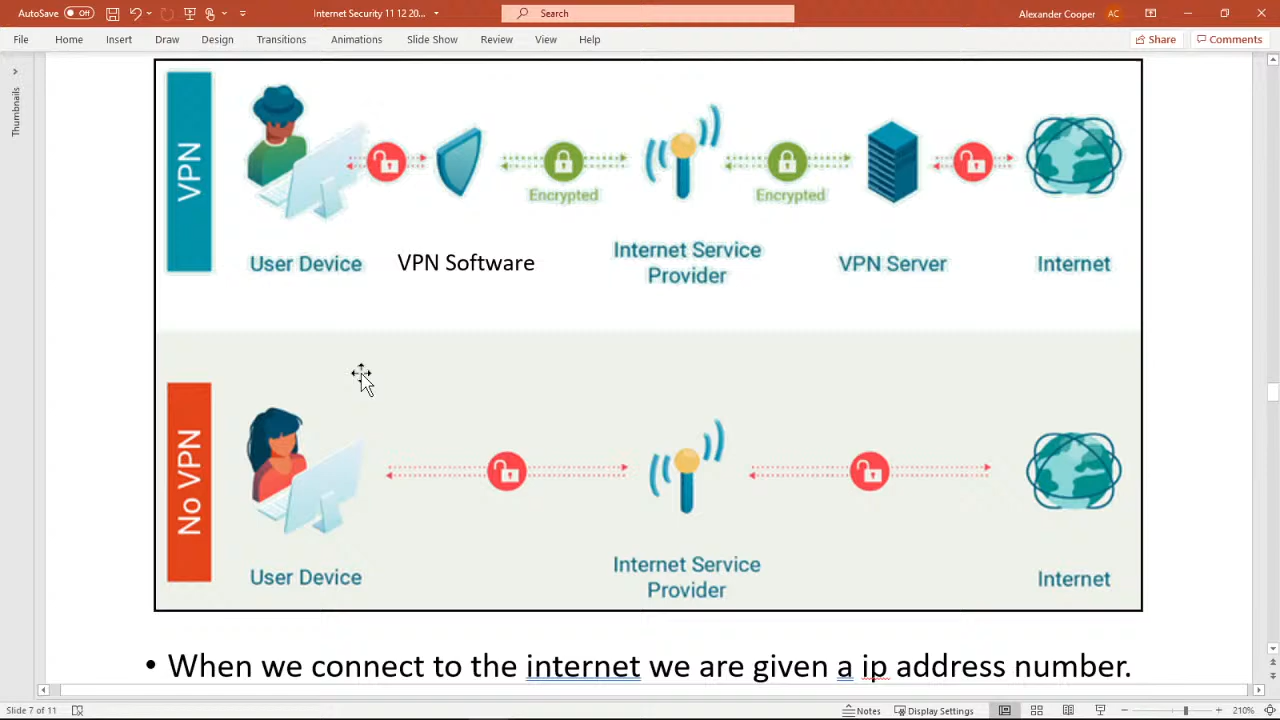 AutoSave Off Internet Security 11 12 20... Search Alexander Cooper AC
File Home Insert Draw Design Transitions Animations Slide Show Review View Help Share Comments
Thumbnails
VPN
Encrypted Encrypted
User Device VPN Software Internet Service Provider VPN Server Internet
No VPN
User Device Internet Service Provider Internet
• When we connect to the internet we are given a ip address number.
Slide 7 of 11 Notes Display Settings 210%